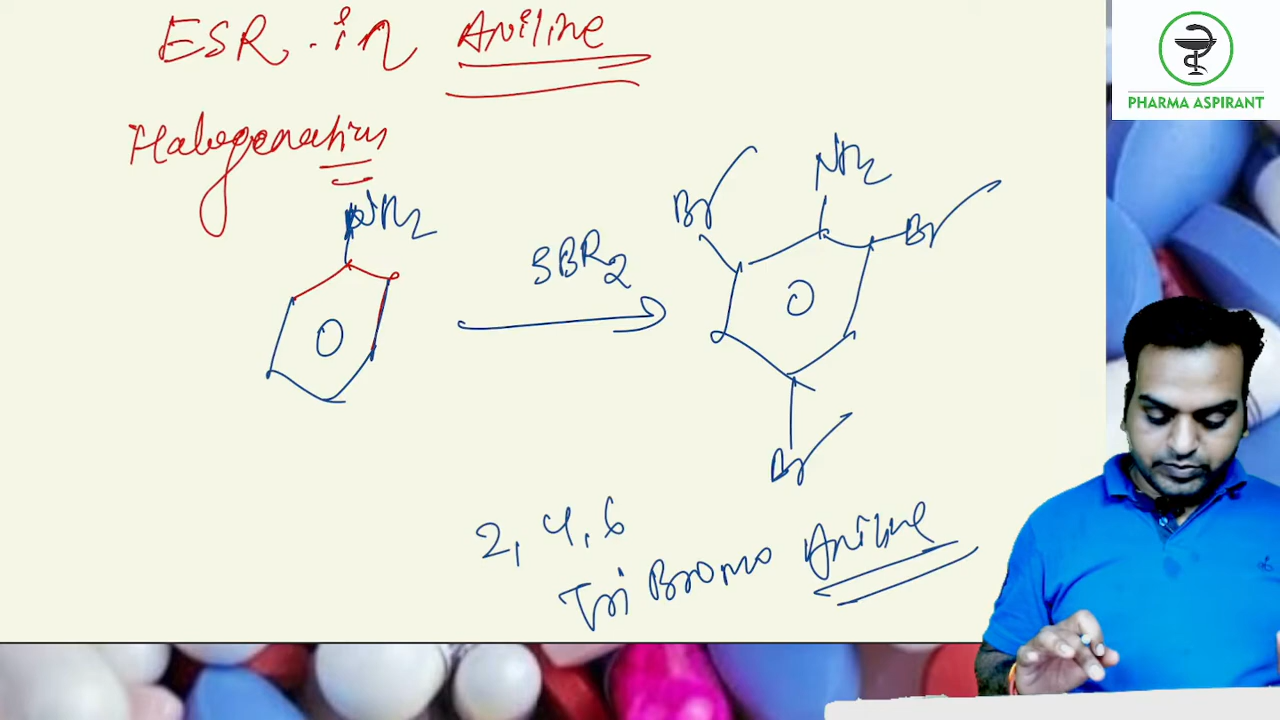 ESR. in Aniline
PHARMA ASPIRANT
Halogenation
NH2
3BR2
Br
NH2
Br
Br
2, 4, 6
Tri Bromo Aniline